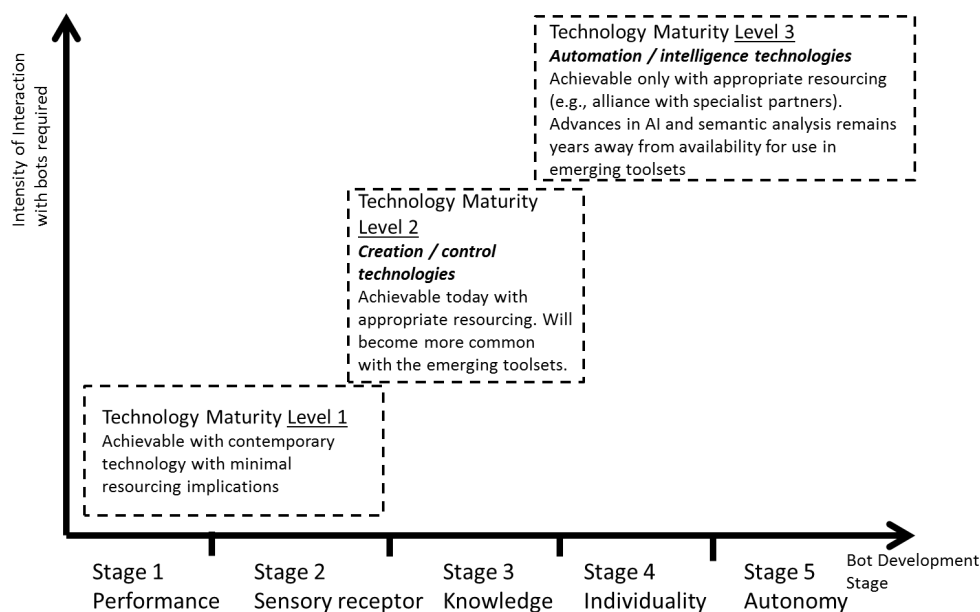 Intensity of Interaction
with bots required
Technology Maturity Level 3
Automation / intelligence technologies
Achievable only with appropriate resourcing
(e.g., alliance with specialist partners).
Advances in AI and semantic analysis remains
years away from availability for use in
emerging toolsets
Technology Maturity
Level 2
Creation / control
technologies
Achievable today with
appropriate resourcing. Will
become more common
with the emerging toolsets.
Technology Maturity Level 1
Achievable with contemporary
technology with minimal
resourcing implications
Stage 1
Performance
Stage 2
Sensory receptor
Stage 3
Knowledge
Stage 4
Individuality
Stage 5
Autonomy
Bot Development
Stage